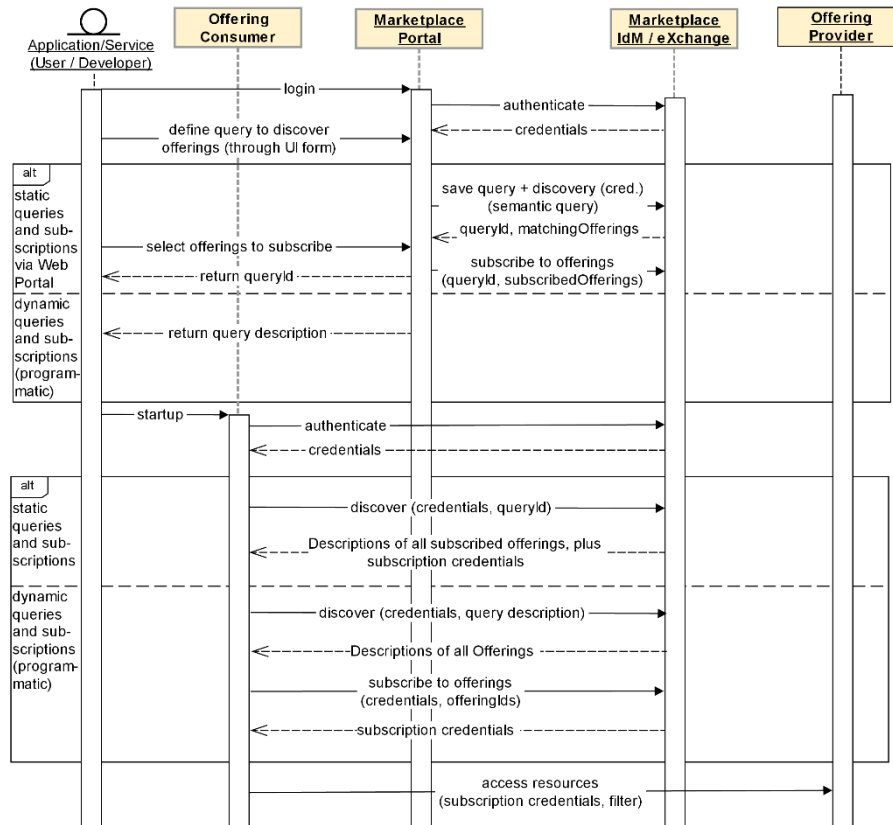 Application/Service
(User / Developer)
Offering
Consumer
Marketplace
Portal
Marketplace
IdM / eXchange
Offering
Provider
login
authenticate
credentials
define query to discover
offerings (through UI form)
alt
static
queries
and sub-
scriptions
via Web
Portal
save query + discovery (cred.)
(semantic query)
queryId, matchingOfferings
select offerings to subscribe
subscribe to offerings
(queryId, subscribedOfferings)
return queryId
dynamic
queries
and sub-
scriptions
(program-
matic)
return query description
startup
authenticate
credentials
alt
static
queries
and sub-
scriptions
discover (credentials, queryId)
Descriptions of all subscribed offerings, plus
subscription credentials
dynamic
queries
and sub-
scriptions
(program-
matic)
discover (credentials, query description)
Descriptions of all Offerings
subscribe to offerings
(credentials, offeringIds)
subscription credentials
access resources
(subscription credentials, filter)